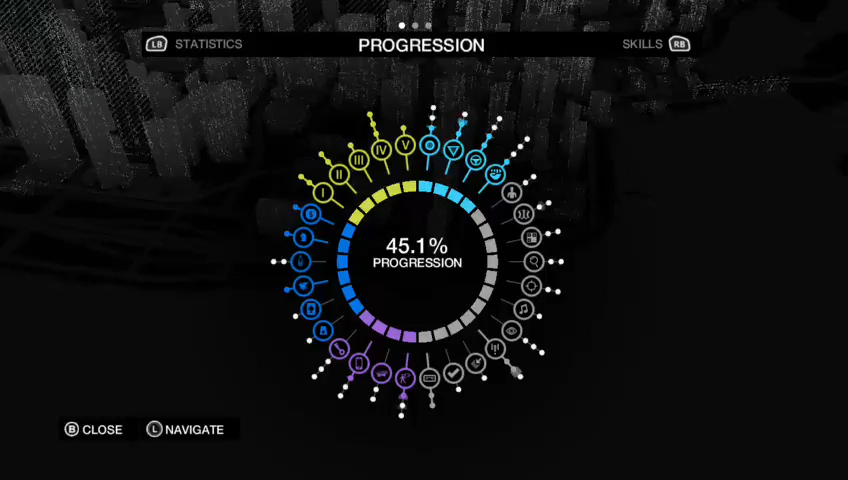 LB STATISTICS PROGRESSION SKILLS RB
I II III IV V
45.1%
PROGRESSION
B CLOSE L NAVIGATE